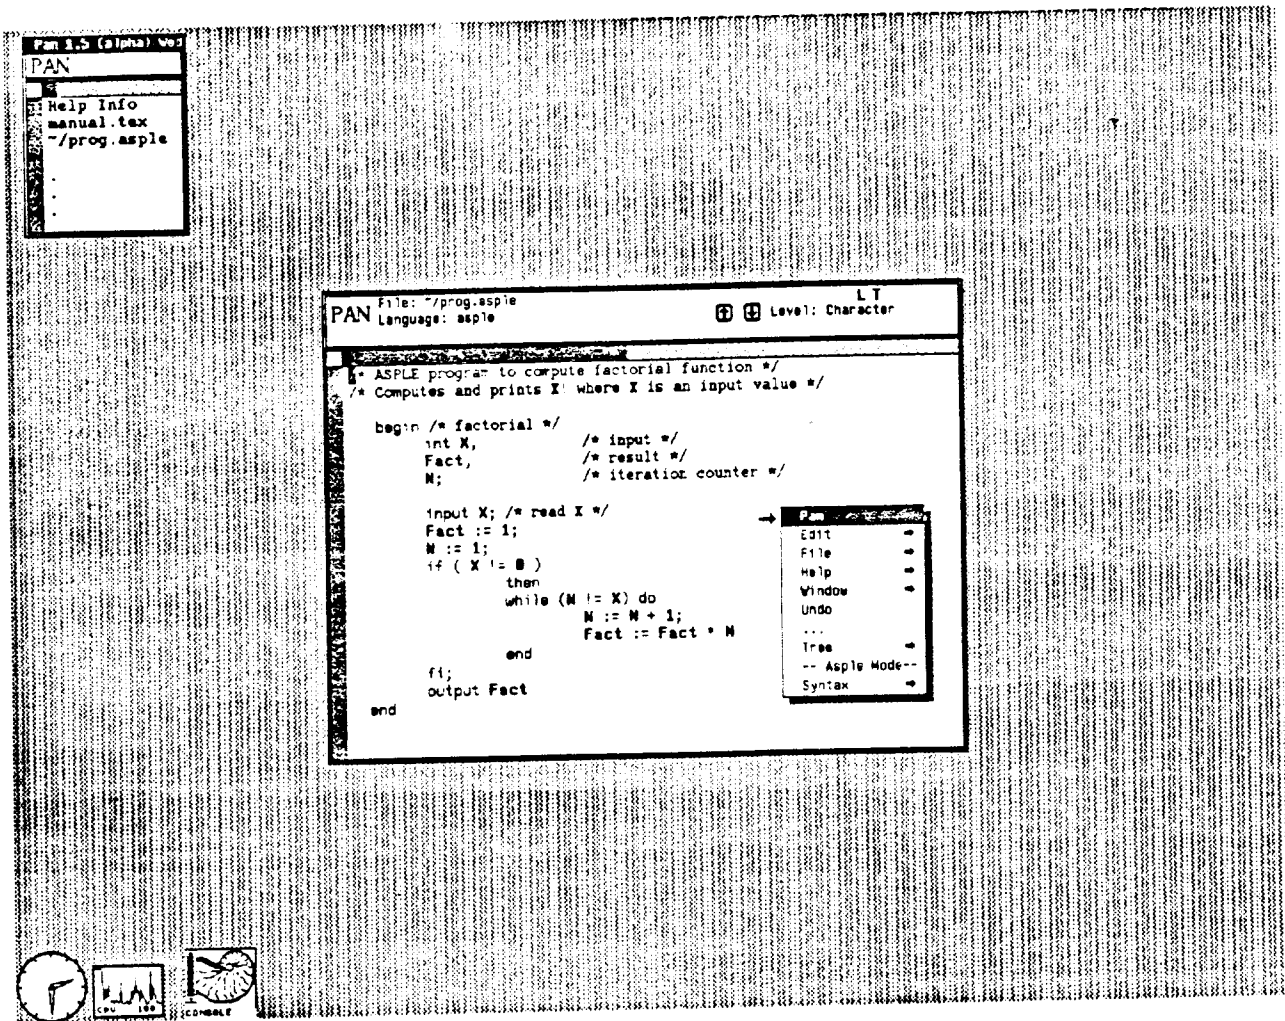 Pan 1.5 (alpha) Wed
PAN
Help Info
manual.tex
~/prog.asple
.
.
.
PAN File: ~/prog.asple
Language: asple
L T
Level: Character
/* ASPLE program to compute factorial function */
/* Computes and prints X! where X is an input value */
begin /* factorial */
int X, /* input */
Fact, /* result */
N; /* iteration counter */
input X; /* read X */
Fact := 1;
N := 1;
if ( X != 0 )
then
while (N != X) do
N := N + 1;
Fact := Fact * N
end
fi;
output Fact
end
Pan
Edit
File
Help
Window
Undo
...
Tree
-- Asple Mode--
Syntax
CPU 100
CONSOLE